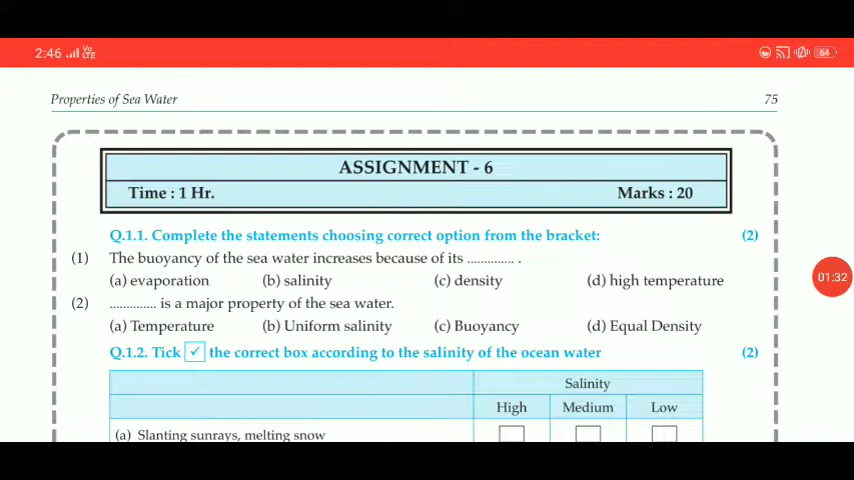 2:46 Vo LTE 64
Properties of Sea Water 75
ASSIGNMENT - 6
Time : 1 Hr. Marks : 20
Q.1.1. Complete the statements choosing correct option from the bracket: (2)
(1) The buoyancy of the sea water increases because of its .............. .
(a) evaporation (b) salinity (c) density (d) high temperature
(2) .............. is a major property of the sea water.
(a) Temperature (b) Uniform salinity (c) Buoyancy (d) Equal Density
Q.1.2. Tick ✓ the correct box according to the salinity of the ocean water (2)
Salinity
High Medium Low
(a) Slanting sunrays, melting snow
01:32